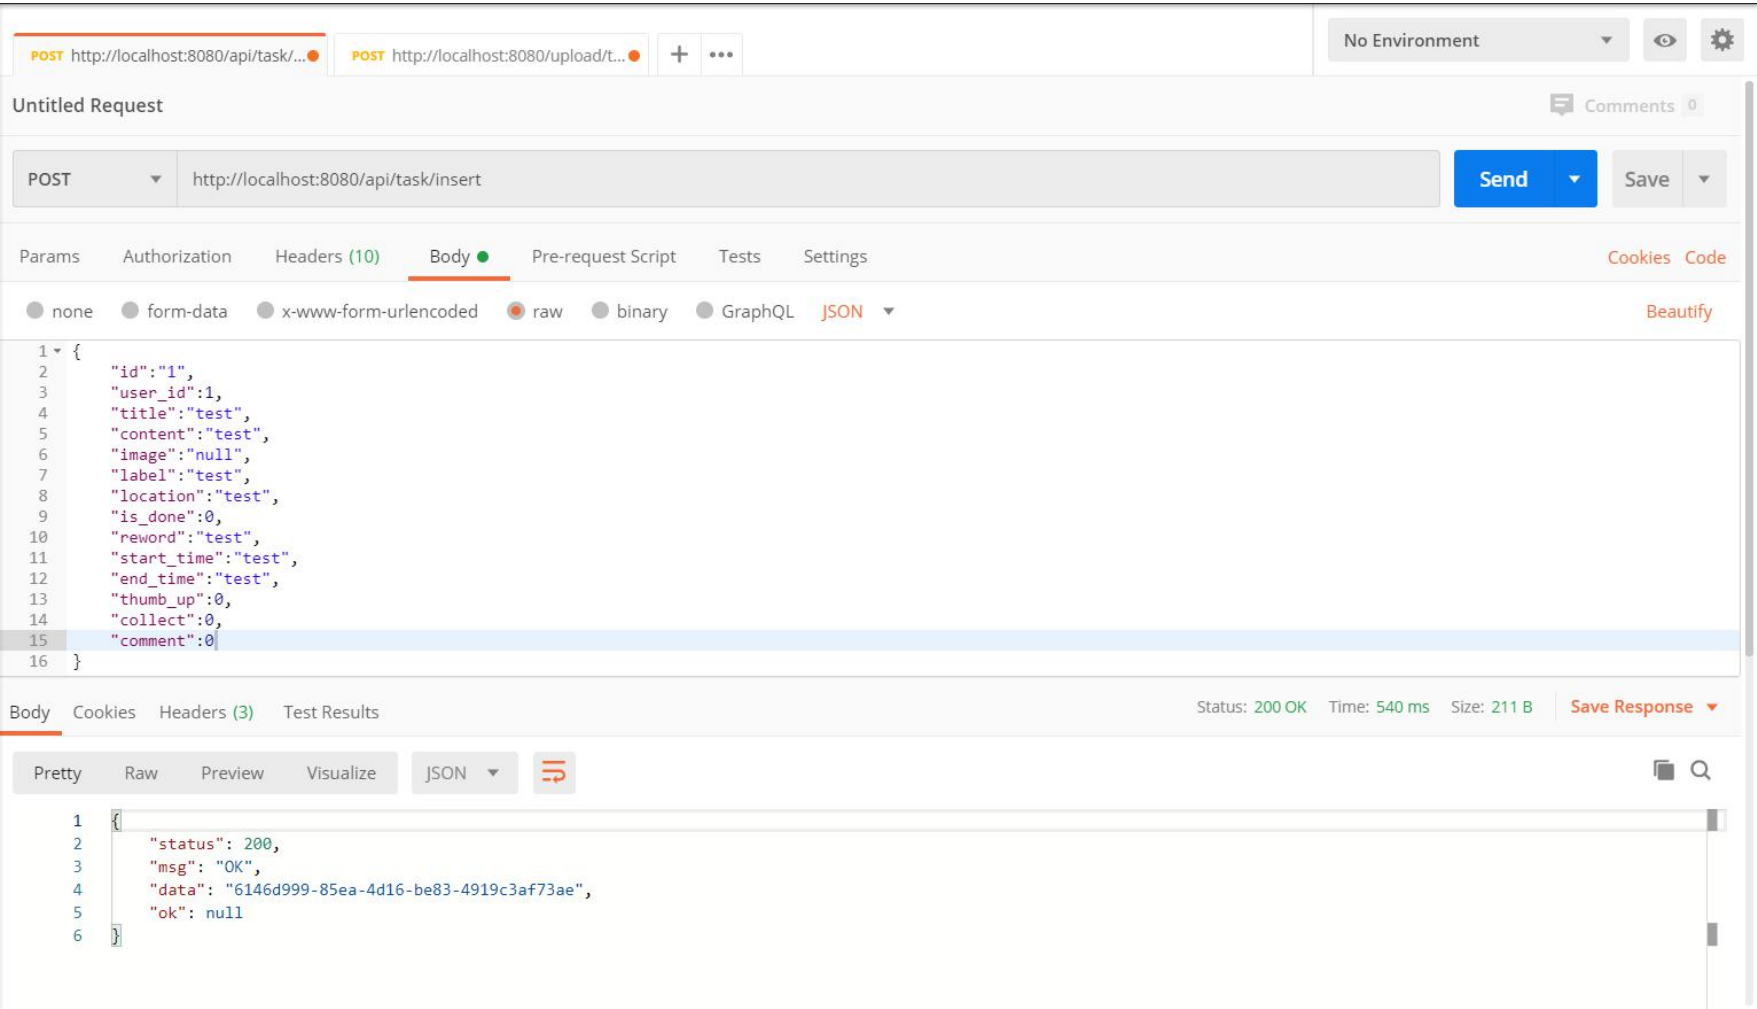 POST http://localhost:8080/api/task/... POST http://localhost:8080/upload/t... + ••• No Environment
Untitled Request Comments 0
POST http://localhost:8080/api/task/insert Send Save
Params Authorization Headers (10) Body Pre-request Script Tests Settings Cookies Code
none form-data x-www-form-urlencoded raw binary GraphQL JSON Beautify
1 {
2 "id":"1",
3 "user_id":1,
4 "title":"test",
5 "content":"test",
6 "image":"null",
7 "label":"test",
8 "location":"test",
9 "is_done":0,
10 "reword":"test",
11 "start_time":"test",
12 "end_time":"test",
13 "thumb_up":0,
14 "collect":0,
15 "comment":0
16 }
Body Cookies Headers (3) Test Results Status: 200 OK Time: 540 ms Size: 211 B Save Response
Pretty Raw Preview Visualize JSON
1 {
2 "status": 200,
3 "msg": "OK",
4 "data": "6146d999-85ea-4d16-be83-4919c3af73ae",
5 "ok": null
6 }